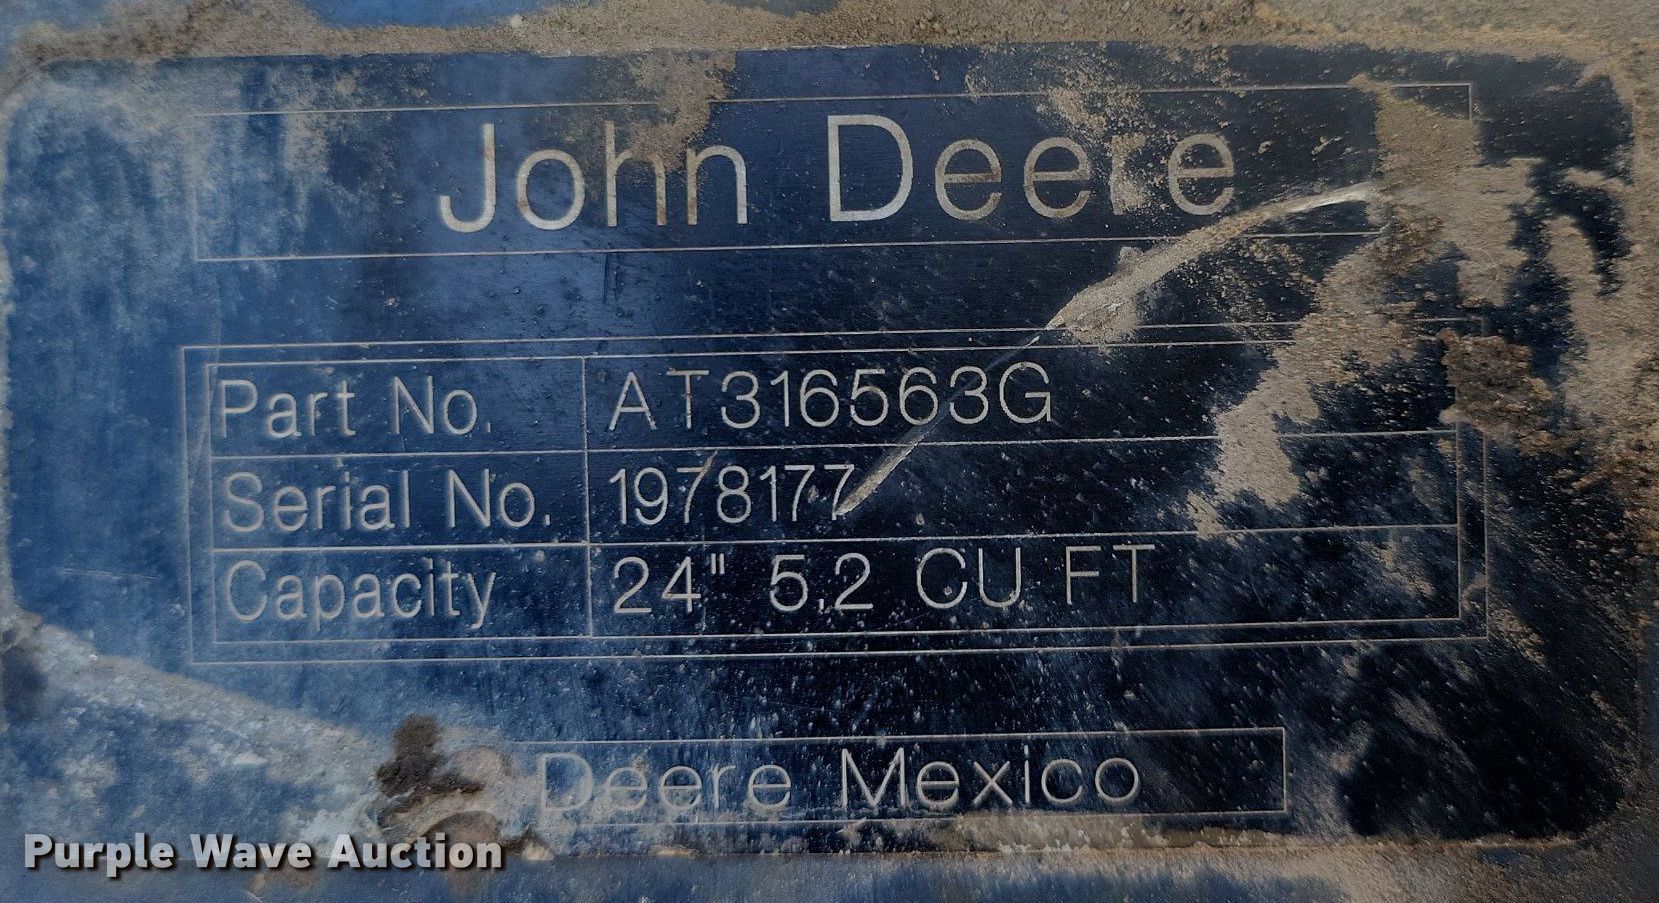 John Deere
Part No. AT316563G
Serial No. 1978177
Capacity 24" 5.2 CU FT
Deere Mexico
Purple Wave Auction